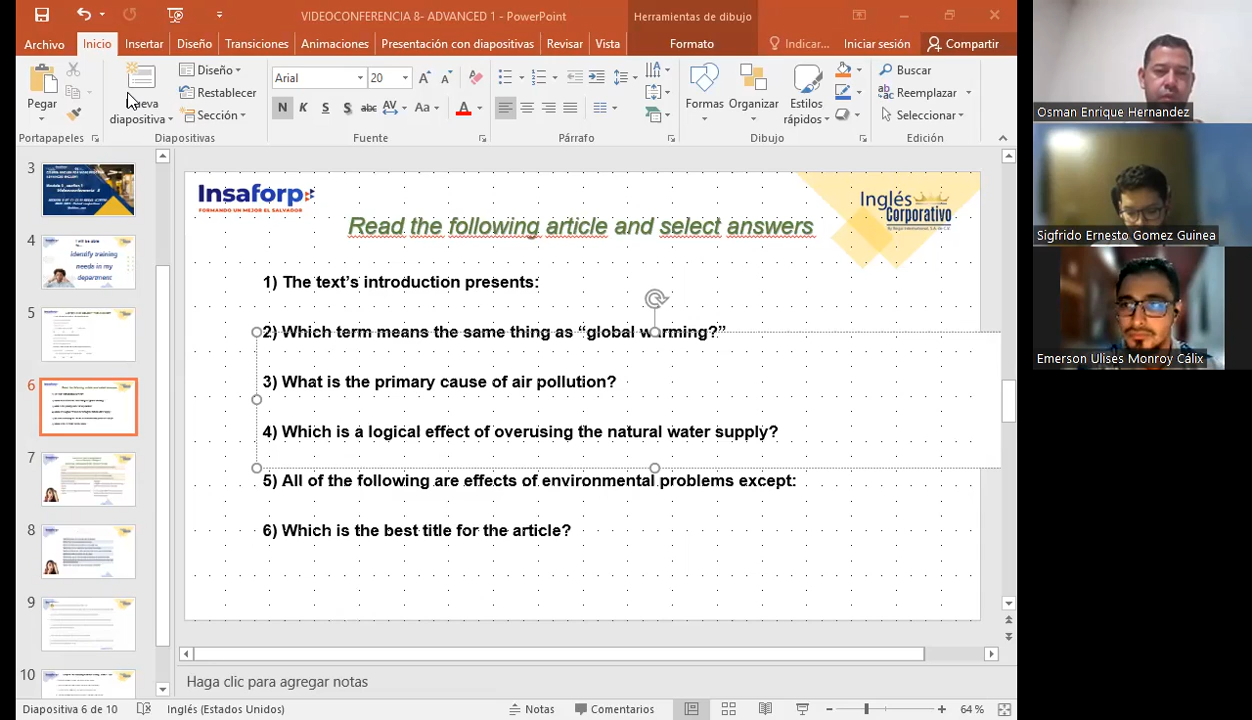 VIDEOCONFERENCIA 8- ADVANCED 1 - PowerPoint
Herramientas de dibujo
Archivo
Inicio
Insertar
Diseño
Transiciones
Animaciones
Presentación con diapositivas
Revisar
Vista
Formato
Indicar...
Iniciar sesión
Compartir
Pegar
Portapapeles
Nueva
diapositiva
Diseño
Restablecer
Sección
Diapositivas
Arial
20
N K S S abc AV Aa A
Fuente
Párrafo
Formas
Organizar
Estilos
rápidos
Dibujo
Buscar
Reemplazar
Seleccionar
Edición
3
4
I will be able
to...
Identify training
needs in my
department
5
6
7
8
9
10
Insaforp
FORMANDO UN MEJOR EL SALVADOR
Inglés
Corporativo
Read the following article and select answers
1) The text’s introduction presents:
2) Which term means the same thing as “global warming?”
3) What is the primary cause of air pollution?
4) Which is a logical effect of overusing the natural water supply?
5) All of the following are effects of environmental problems except:
6) Which is the best title for the article?
Haga clic para agregar notas
Diapositiva 6 de 10
Inglés (Estados Unidos)
Notas
Comentarios
64 %
Osman Enrique Hernandez
Sigfrido Ernesto Gomez Guinea
Emerson Ulises Monroy Cálix